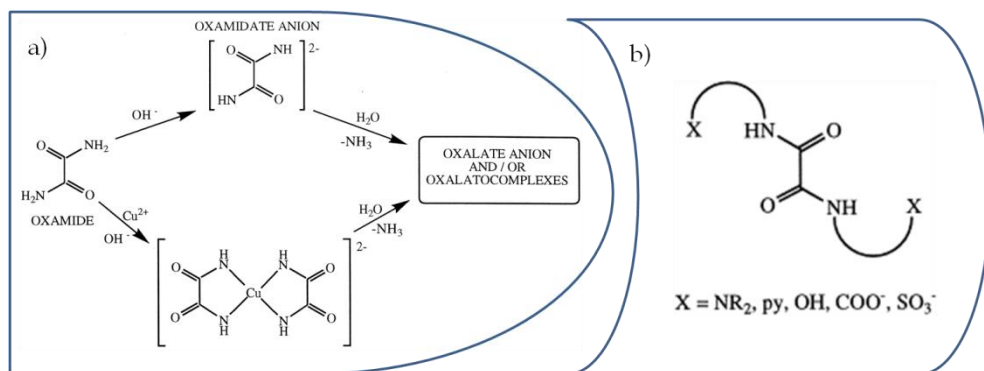 a)
OXAMIDATE ANION
O
NH
2-
HN
O
OH -
H₂O
-NH₃
O
NH₂
H₂N
O
OXAMIDE
Cu²⁺
OH -
OXALATE ANION
AND / OR
OXALATOCOMPLEXES
H₂O
-NH₃
2-
H
H
O
N
N
O
Cu
O
N
N
O
H
H
b)
X
HN
O
O
NH
X
X = NR₂, py, OH, COO⁻, SO₃⁻